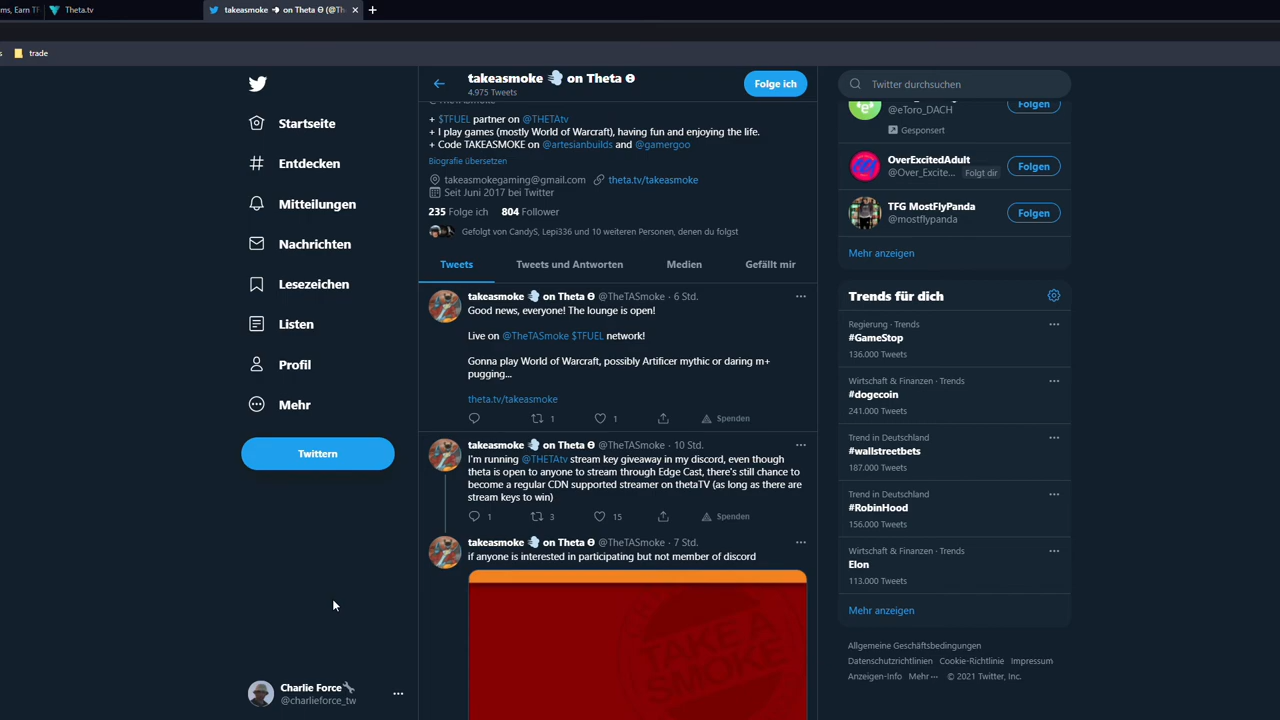 ms, Earn TF
Theta.tv
takeasmoke 💨 on Theta Ѳ (@Th
trade
Startseite
Entdecken
Mitteilungen
Nachrichten
Lesezeichen
Listen
Profil
Mehr
Twittern
Charlie Force🔧
@charlieforce_tw
takeasmoke 💨 on Theta Ѳ
4.975 Tweets
Folge ich
@TheTASmoke
+ $TFUEL partner on @THETAtv
+ I play games (mostly World of Warcraft), having fun and enjoying the life.
+ Code TAKEASMOKE on @artesianbuilds and @gamergoo
Biografie übersetzen
takeasmokegaming@gmail.com theta.tv/takeasmoke
Seit Juni 2017 bei Twitter
235 Folge ich 804 Follower
Gefolgt von CandyS, Lepi336 und 10 weiteren Personen, denen du folgst
Tweets Tweets und Antworten Medien Gefällt mir
takeasmoke 💨 on Theta Ѳ @TheTASmoke · 6 Std.
Good news, everyone! The lounge is open!
Live on @TheTASmoke $TFUEL network!
Gonna play World of Warcraft, possibly Artificer mythic or daring m+
pugging...
theta.tv/takeasmoke
1 1 Spenden
takeasmoke 💨 on Theta Ѳ @TheTASmoke · 10 Std.
I'm running @THETAtv stream key giveaway in my discord, even though
theta is open to anyone to stream through Edge Cast, there's still chance to
become a regular CDN supported streamer on thetaTV (as long as there are
stream keys to win)
1 3 15 Spenden
takeasmoke 💨 on Theta Ѳ @TheTASmoke · 7 Std.
if anyone is interested in participating but not member of discord
TAKE A
SMOKE
Twitter durchsuchen
@eToro_DACH
Folgen
Gesponsert
OverExcitedAdult
@Over_Excite... Folgt dir
Folgen
TFG MostFlyPanda
@mostflypanda
Folgen
Mehr anzeigen
Trends für dich
Regierung · Trends
#GameStop
136.000 Tweets
Wirtschaft & Finanzen · Trends
#dogecoin
241.000 Tweets
Trend in Deutschland
#wallstreetbets
187.000 Tweets
Trend in Deutschland
#RobinHood
156.000 Tweets
Wirtschaft & Finanzen · Trends
Elon
113.000 Tweets
Mehr anzeigen
Allgemeine Geschäftsbedingungen
Datenschutzrichtlinien Cookie-Richtlinie Impressum
Anzeigen-Info Mehr ··· © 2021 Twitter, Inc.